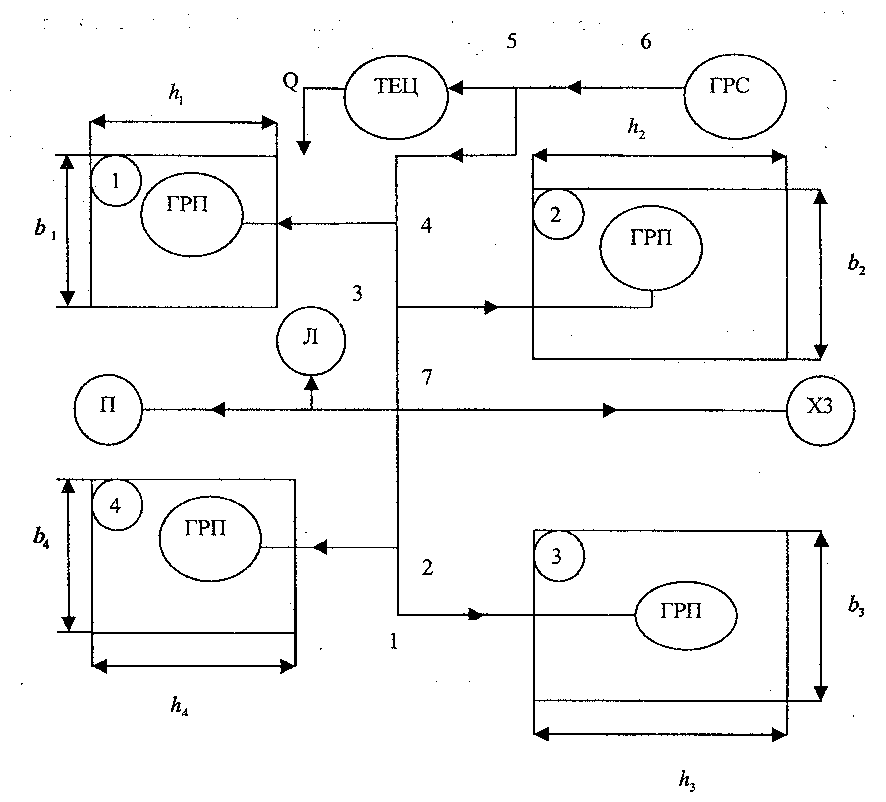 5 6
Q ТЕЦ ГРС
h₁ h₂
1 ГРП
2 ГРП
b₁ 4
b₂
3
Л
7
П ХЗ
4 ГРП
b₄
2 3
ГРП b₃
1
h₄
h₃